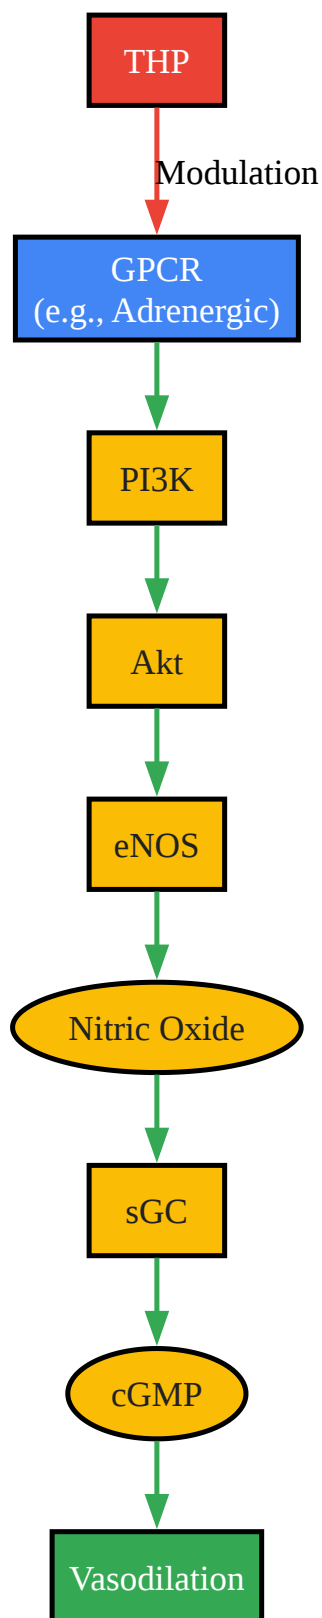 THP
Modulation
GPCR
(e.g., Adrenergic)
PI3K
Akt
eNOS
Nitric Oxide
sGC
cGMP
Vasodilation